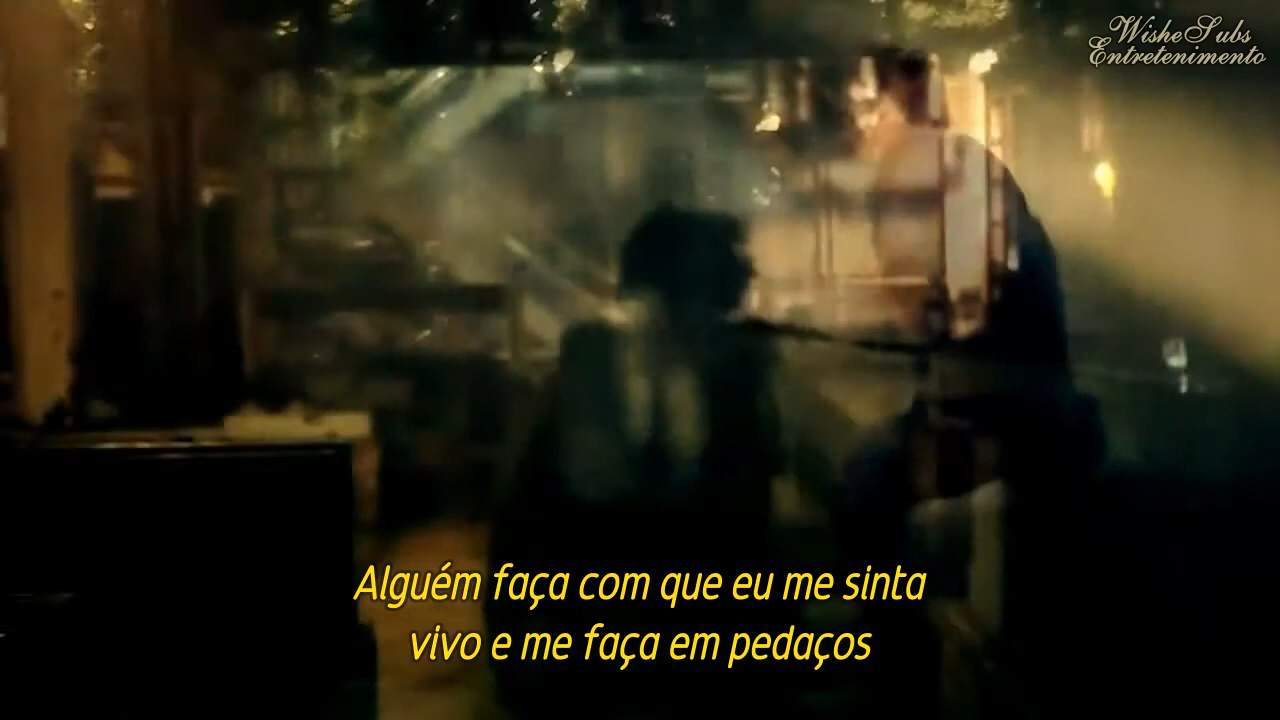 WisheSubs
Entretenimento
Alguém faça com que eu me sinta
vivo e me faça em pedaços